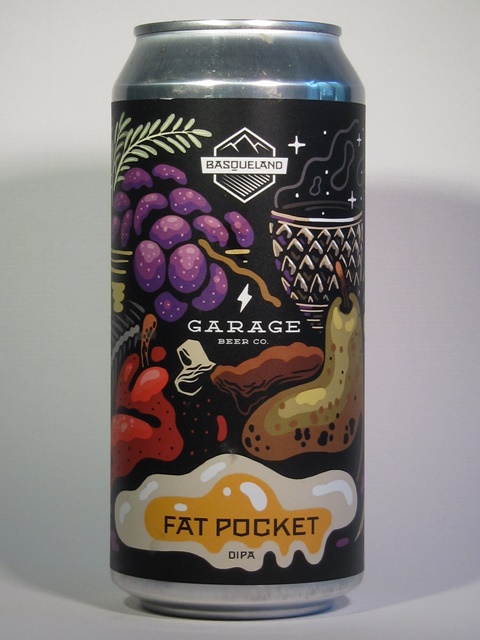 BASQUELAND
GARAGE
BEER CO.
FAT POCKET
DIPA